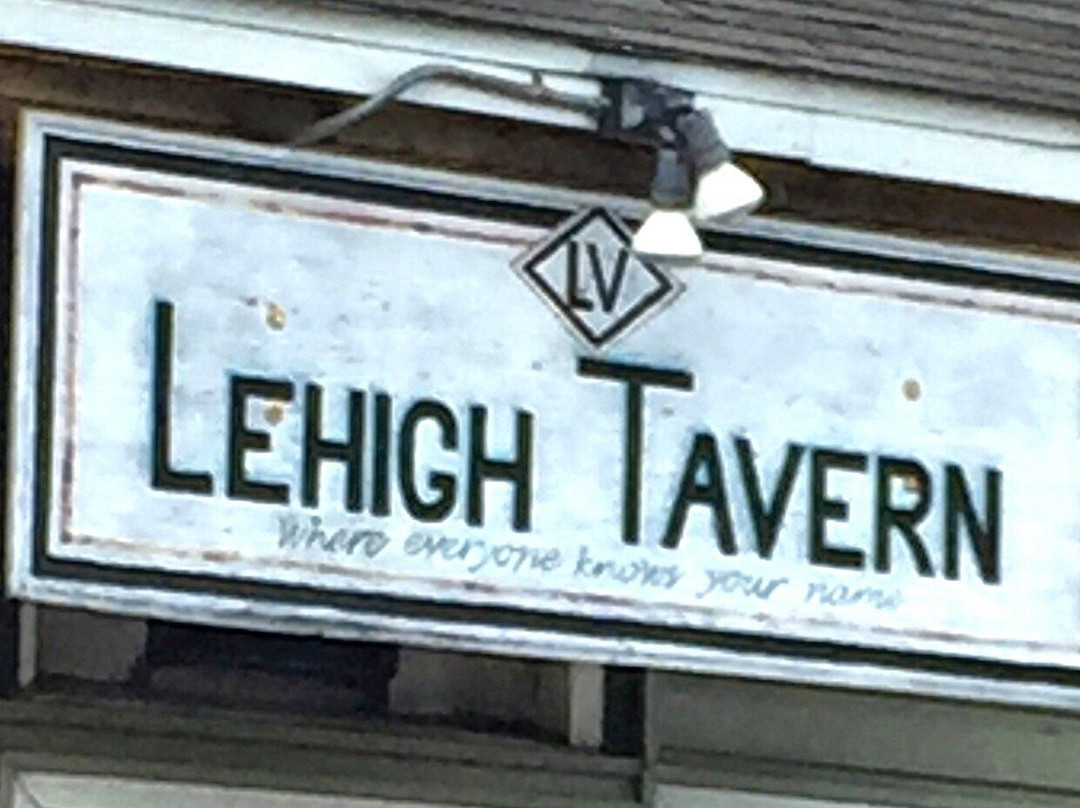 LV
LEHIGH TAVERN
Where everyone knows your name